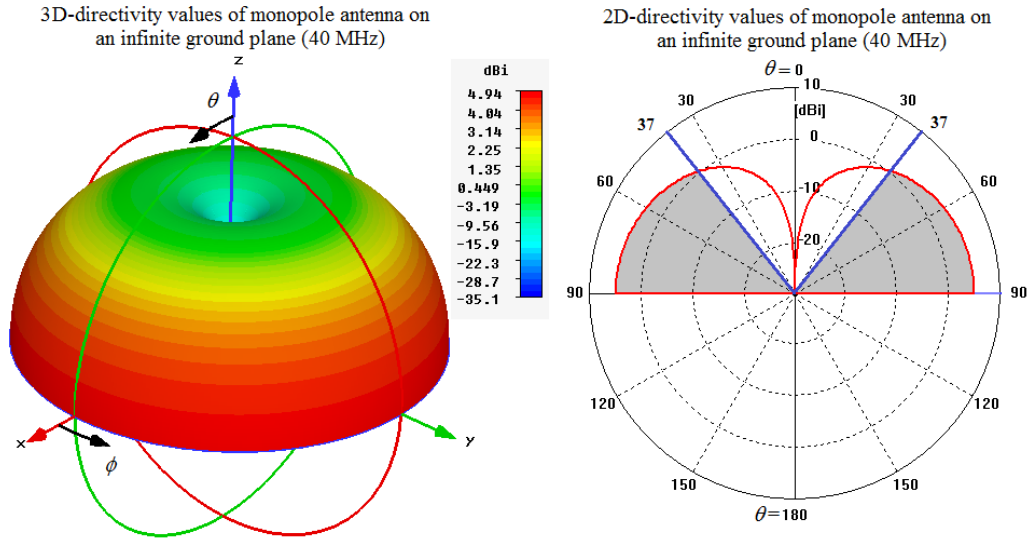 3D-directivity values of monopole antenna on
an infinite ground plane (40 MHz)
z
θ
x
ϕ
y
dBi
4.94
4.04
3.14
2.25
1.35
0.449
-3.19
-9.56
-15.9
-22.3
-28.7
-35.1
2D-directivity values of monopole antenna on
an infinite ground plane (40 MHz)
θ= 0
10
[dBi]
30
30
37
37
0
60
60
-10
-20
90
90
120
120
150
150
θ=180